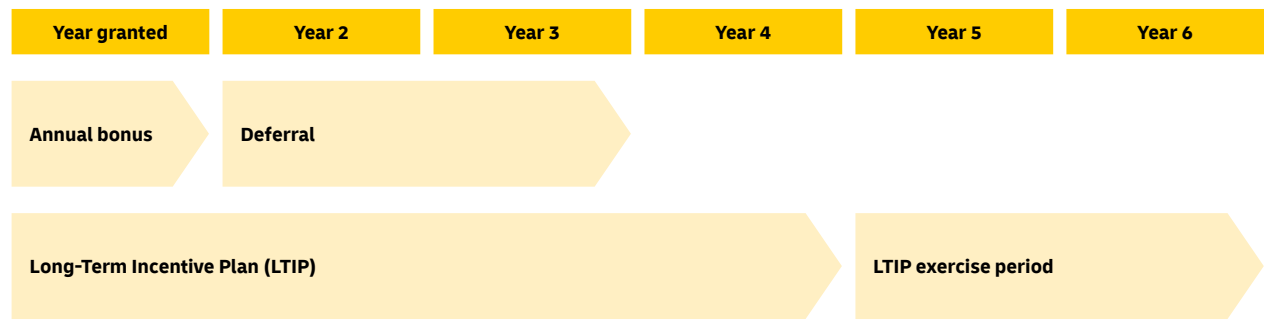 Year granted
Year 2
Year 3
Year 4
Year 5
Year 6
Annual bonus
Deferral
Long-Term Incentive Plan (LTIP)
LTIP exercise period